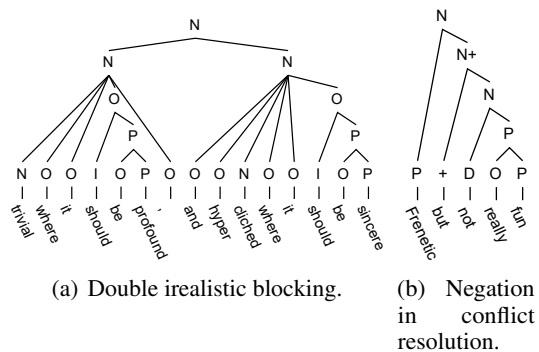 N
N N
O O
P P
N O O I O P O O O N O O I O P
trivial where it should be profound , and hyper cliched where it should be sincere
(a) Double irealistic blocking.
N
N+
N
P
P + D O P
Frenetic but not really fun
(b) Negation
in conflict
resolution.